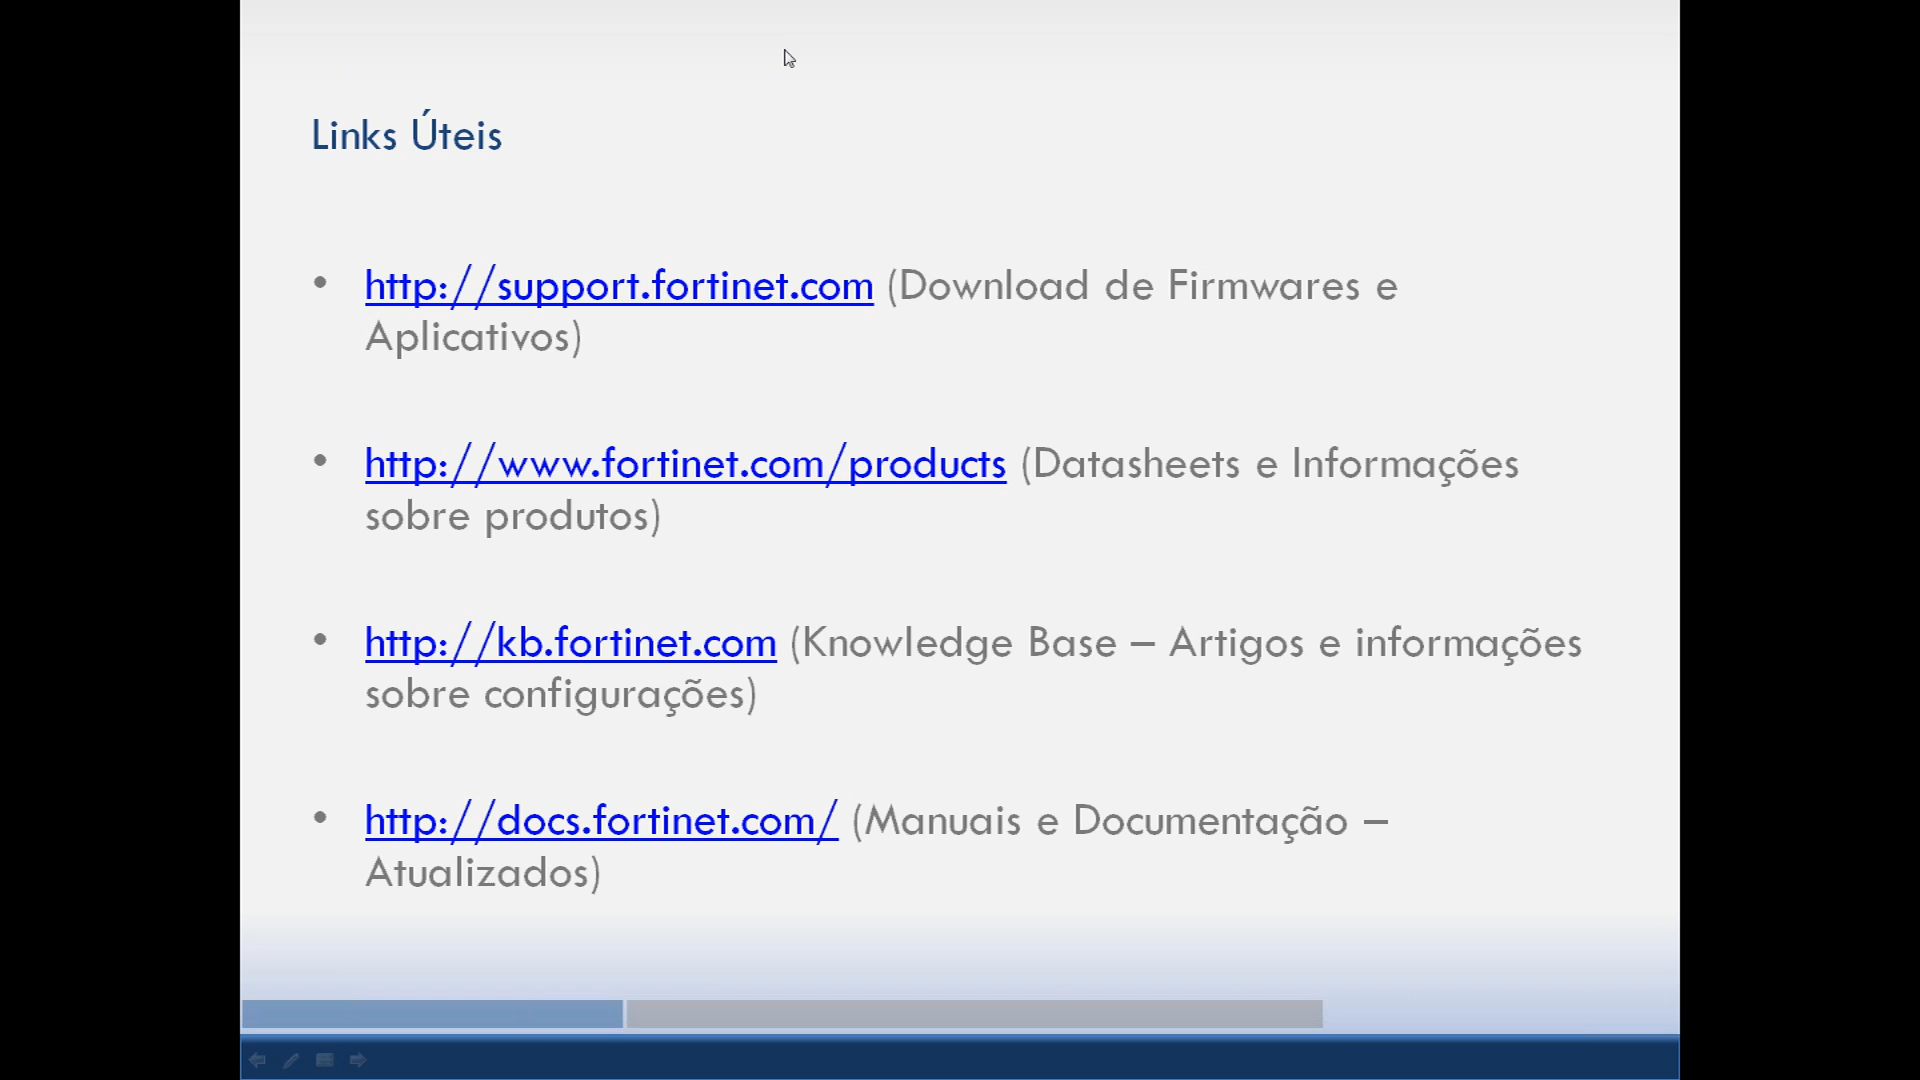 Links Úteis
• http://support.fortinet.com (Download de Firmwares e
Aplicativos)
• http://www.fortinet.com/products (Datasheets e Informações
sobre produtos)
• http://kb.fortinet.com (Knowledge Base – Artigos e informações
sobre configurações)
• http://docs.fortinet.com/ (Manuais e Documentação –
Atualizados)